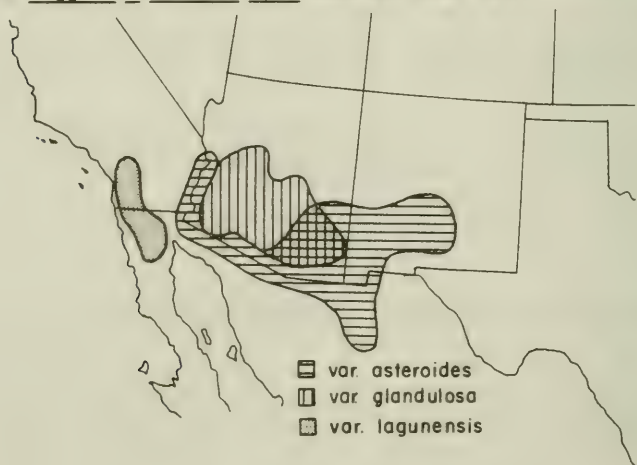 var. asteroides
var. glandulosa
var. lagunensis